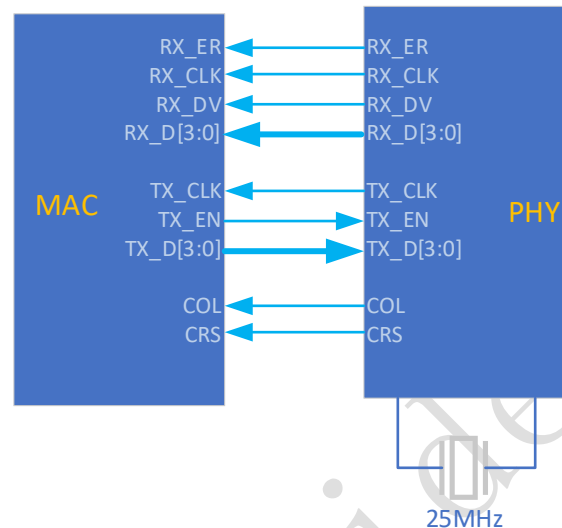 RX_ER RX_ER
RX_CLK RX_CLK
RX_DV RX_DV
RX_D[3:0] RX_D[3:0]
TX_CLK TX_CLK
MAC TX_EN TX_EN PHY
TX_D[3:0] TX_D[3:0]
COL COL
CRS CRS
25MHz